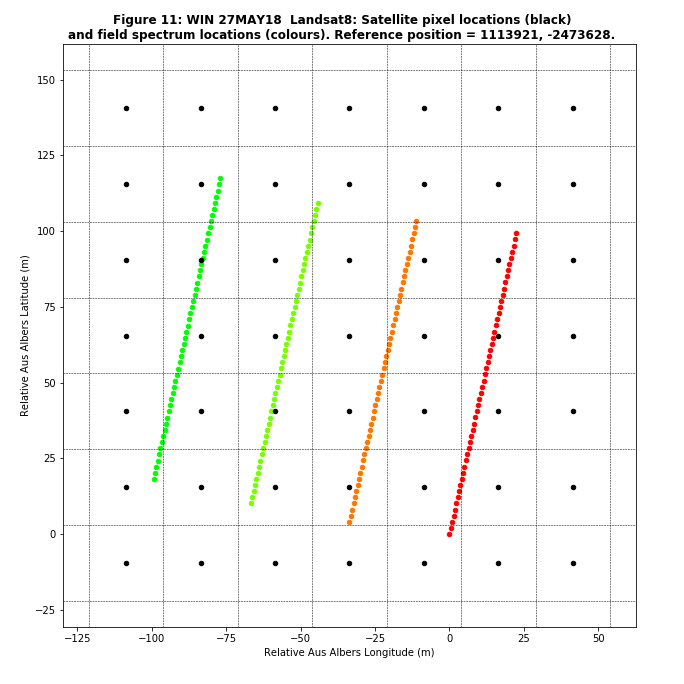 Figure 11: WIN 27MAY18  Landsat8: Satellite pixel locations (black)
and field spectrum locations (colours). Reference position = 1113921, -2473628.
150
125
100
75
50
25
0
−25
Relative Aus Albers Latitude (m)
−125 −100 −75 −50 −25 0 25 50
Relative Aus Albers Longitude (m)